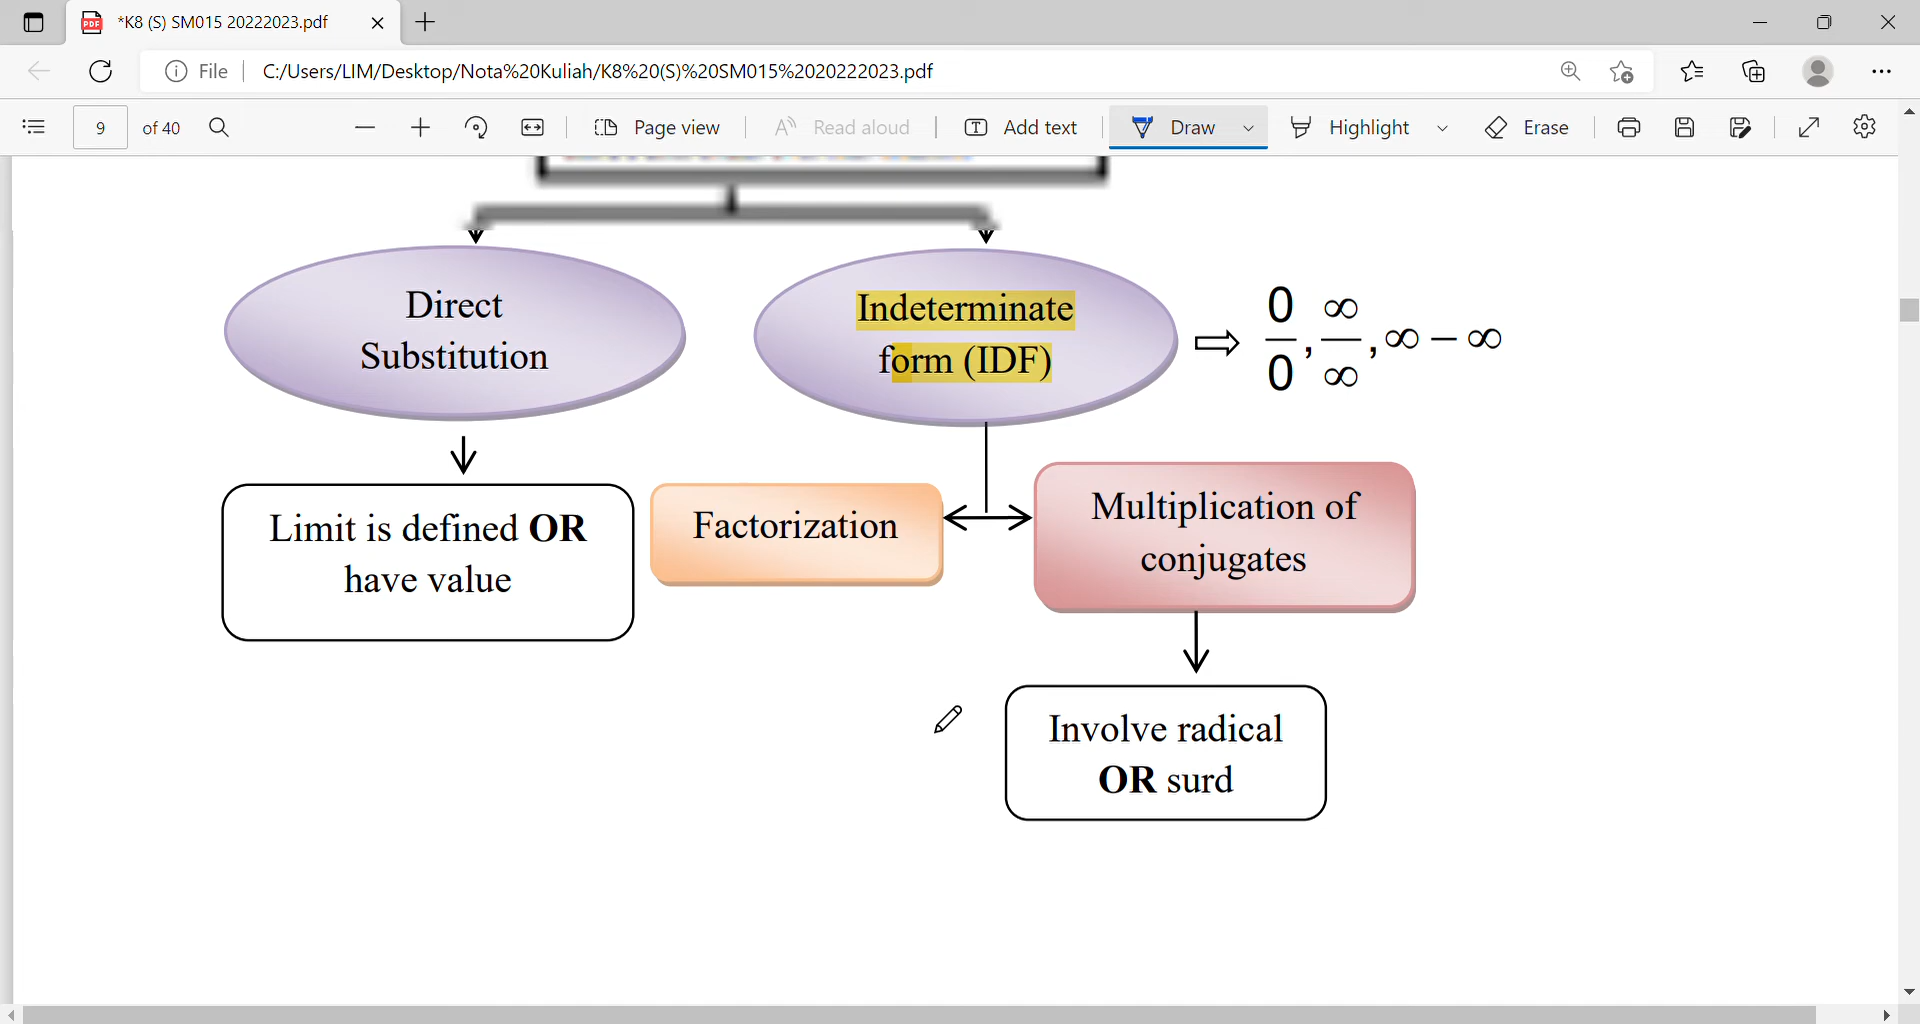 *K8 (S) SM015 20222023.pdf
File
C:/Users/LIM/Desktop/Nota%20Kuliah/K8%20(S)%20SM015%2020222023.pdf
9 of 40
Page view
Read aloud
Add text
Draw
Highlight
Erase
Direct
Substitution
Indeterminate
form (IDF)
⇨ 0/0, ∞/∞, ∞ − ∞
Limit is defined OR
have value
Factorization
Multiplication of
conjugates
Involve radical
OR surd